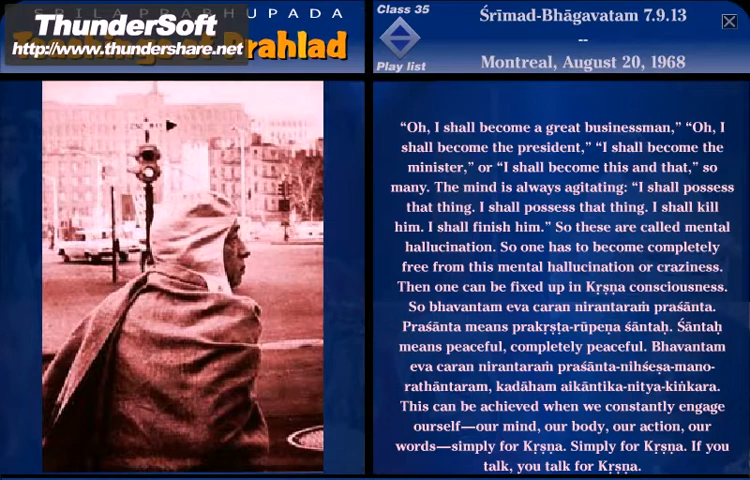 SRILA PRABHUPADA
ThunderSoft
http://www.thundershare.net
Teachings of Prahlad
Class 35
Play list
Śrīmad-Bhāgavatam 7.9.13
--
Montreal, August 20, 1968
“Oh, I shall become a great businessman,” “Oh, I
shall become the president,” “I shall become the
minister,” or “I shall become this and that,” so
many. The mind is always agitating: “I shall possess
that thing. I shall possess that thing. I shall kill
him. I shall finish him.” So these are called mental
hallucination. So one has to become completely
free from this mental hallucination or craziness.
Then one can be fixed up in Kṛṣṇa consciousness.
So bhavantam eva caran nirantaraṁ praśānta.
Praśānta means prakṛṣṭa-rūpeṇa śāntaḥ. Śāntaḥ
means peaceful, completely peaceful. Bhavantam
eva caran nirantaraṁ praśānta-niḥśeṣa-mano-
rathāntaram, kadāham aikāntika-nitya-kiṅkara.
This can be achieved when we constantly engage
ourself—our mind, our body, our action, our
words—simply for Kṛṣṇa. Simply for Kṛṣṇa. If you
talk, you talk for Kṛṣṇa.